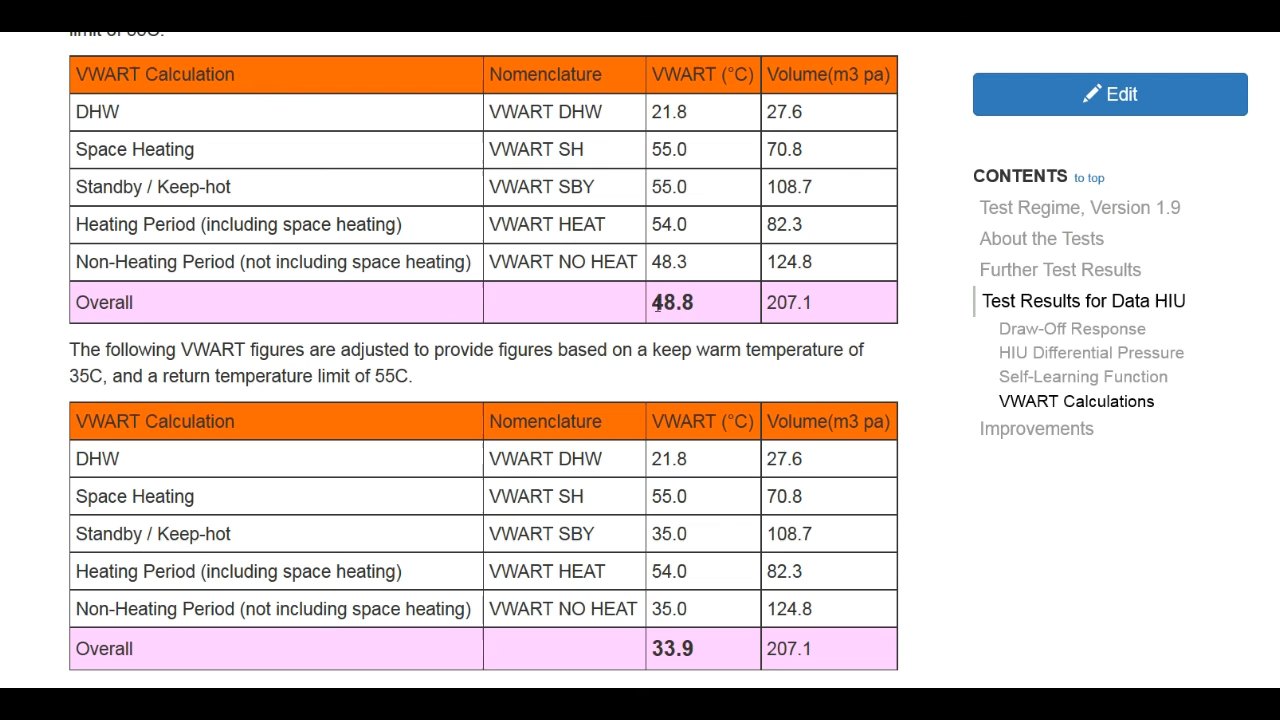 VWART Calculation Nomenclature VWART (°C) Volume(m3 pa)
DHW VWART DHW 21.8 27.6
Space Heating VWART SH 55.0 70.8
Standby / Keep-hot VWART SBY 55.0 108.7
Heating Period (including space heating) VWART HEAT 54.0 82.3
Non-Heating Period (not including space heating) VWART NO HEAT 48.3 124.8
Overall 48.8 207.1
The following VWART figures are adjusted to provide figures based on a keep warm temperature of
35C, and a return temperature limit of 55C.
VWART Calculation Nomenclature VWART (°C) Volume(m3 pa)
DHW VWART DHW 21.8 27.6
Space Heating VWART SH 55.0 70.8
Standby / Keep-hot VWART SBY 35.0 108.7
Heating Period (including space heating) VWART HEAT 54.0 82.3
Non-Heating Period (not including space heating) VWART NO HEAT 35.0 124.8
Overall 33.9 207.1
Edit
CONTENTS to top
Test Regime, Version 1.9
About the Tests
Further Test Results
Test Results for Data HIU
Draw-Off Response
HIU Differential Pressure
Self-Learning Function
VWART Calculations
Improvements